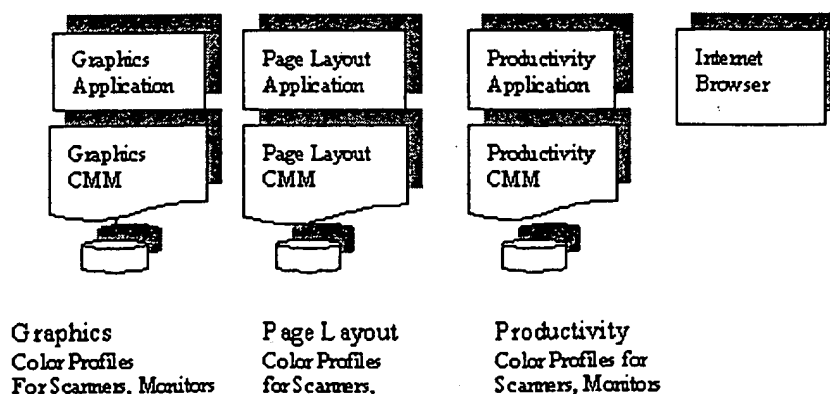 Graphics
Application
Page Layout
Application
Productivity
Application
Internet
Browser
Graphics
CMM
Page Layout
CMM
Productivity
CMM
Graphics
Color Profiles
For Scanners, Monitors
Page Layout
Color Profiles
for Scanners,
Productivity
Color Profiles for
Scanners, Monitors